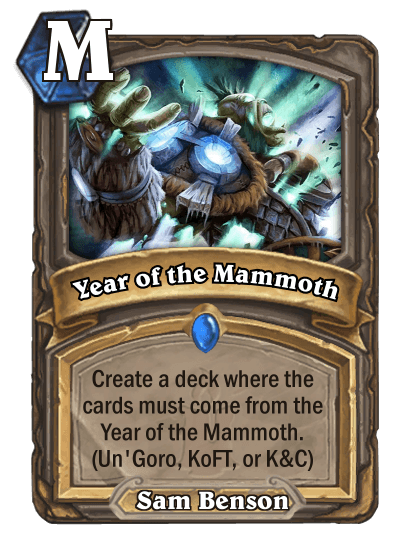 M
Year of the Mammoth
Create a deck where the
cards must come from the
Year of the Mammoth.
(Un'Goro, KoFT, or K&C)
Sam Benson